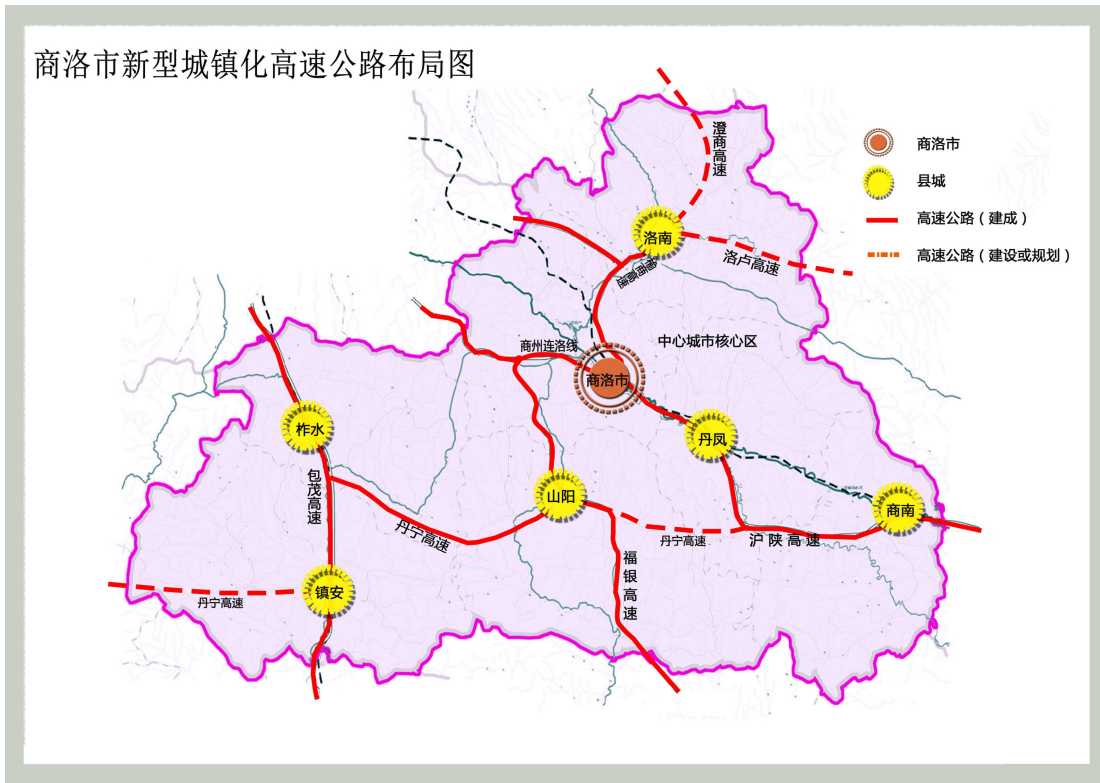 商洛市新型城镇化高速公路布局图
商洛市
县城
高速公路（建成）
高速公路（建设或规划）
澄商高速
洛南
洛卢高速
中心城市核心区
商州连洛线
商洛市
柞水
丹凤
包茂高速
山阳
商南
丹宁高速
丹宁高速
沪陕高速
福银高速
镇安
丹宁高速